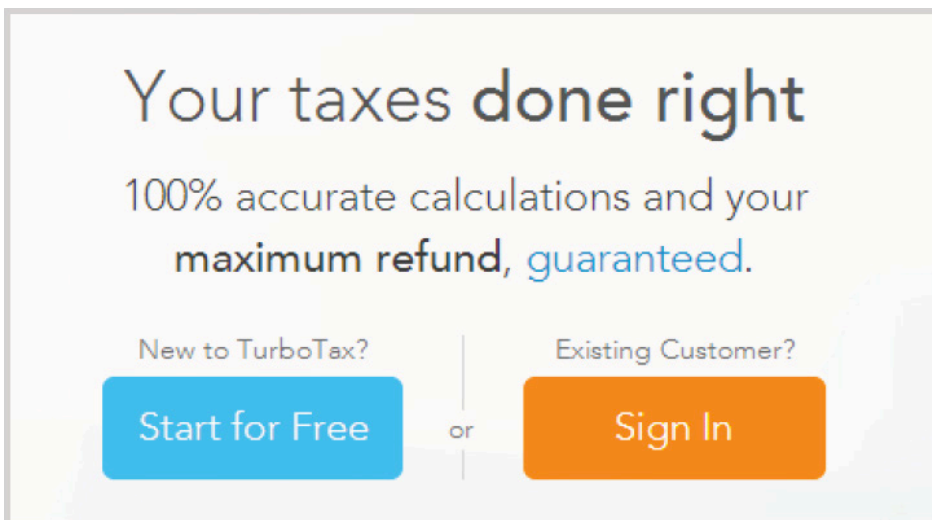 Your taxes done right
100% accurate calculations and your
maximum refund, guaranteed.
New to TurboTax?
Start for Free
or
Existing Customer?
Sign In